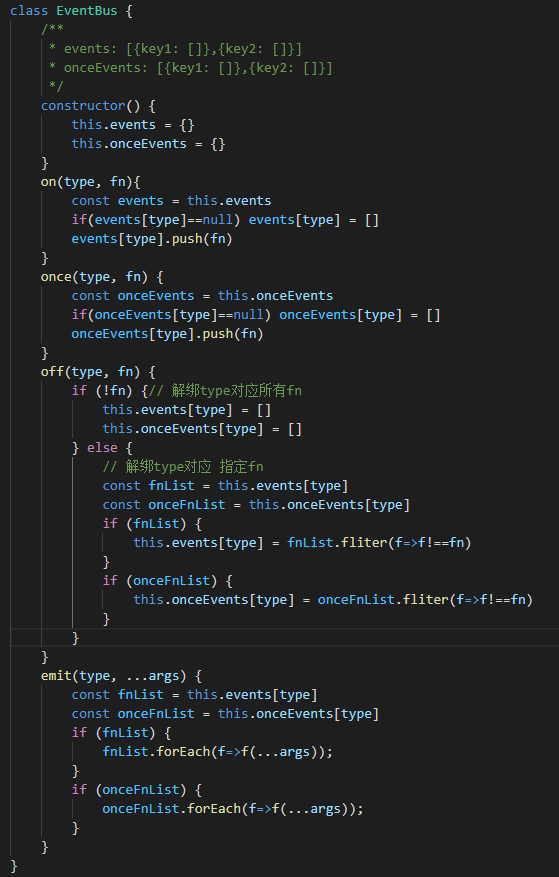 class EventBus {
    /**
     * events: [{key1: []},{key2: []}]
     * onceEvents: [{key1: []},{key2: []}]
     */
    constructor() {
        this.events = {}
        this.onceEvents = {}
    }
    on(type, fn){
        const events = this.events
        if(events[type]==null) events[type] = []
        events[type].push(fn)
    }
    once(type, fn) {
        const onceEvents = this.onceEvents
        if(onceEvents[type]==null) onceEvents[type] = []
        onceEvents[type].push(fn)
    }
    off(type, fn) {
        if (!fn) {// 解绑type对应所有fn
            this.events[type] = []
            this.onceEvents[type] = []
        } else {
            // 解绑type对应 指定fn
            const fnList = this.events[type]
            const onceFnList = this.onceEvents[type]
            if (fnList) {
                this.events[type] = fnList.fliter(f=>f!==fn)
            }
            if (onceFnList) {
                this.onceEvents[type] = onceFnList.fliter(f=>f!==fn)
            }
        }
    }
    emit(type, ...args) {
        const fnList = this.events[type]
        const onceFnList = this.onceEvents[type]
        if (fnList) {
            fnList.forEach(f=>f(...args));
        }
        if (onceFnList) {
            onceFnList.forEach(f=>f(...args));
        }
    }
}